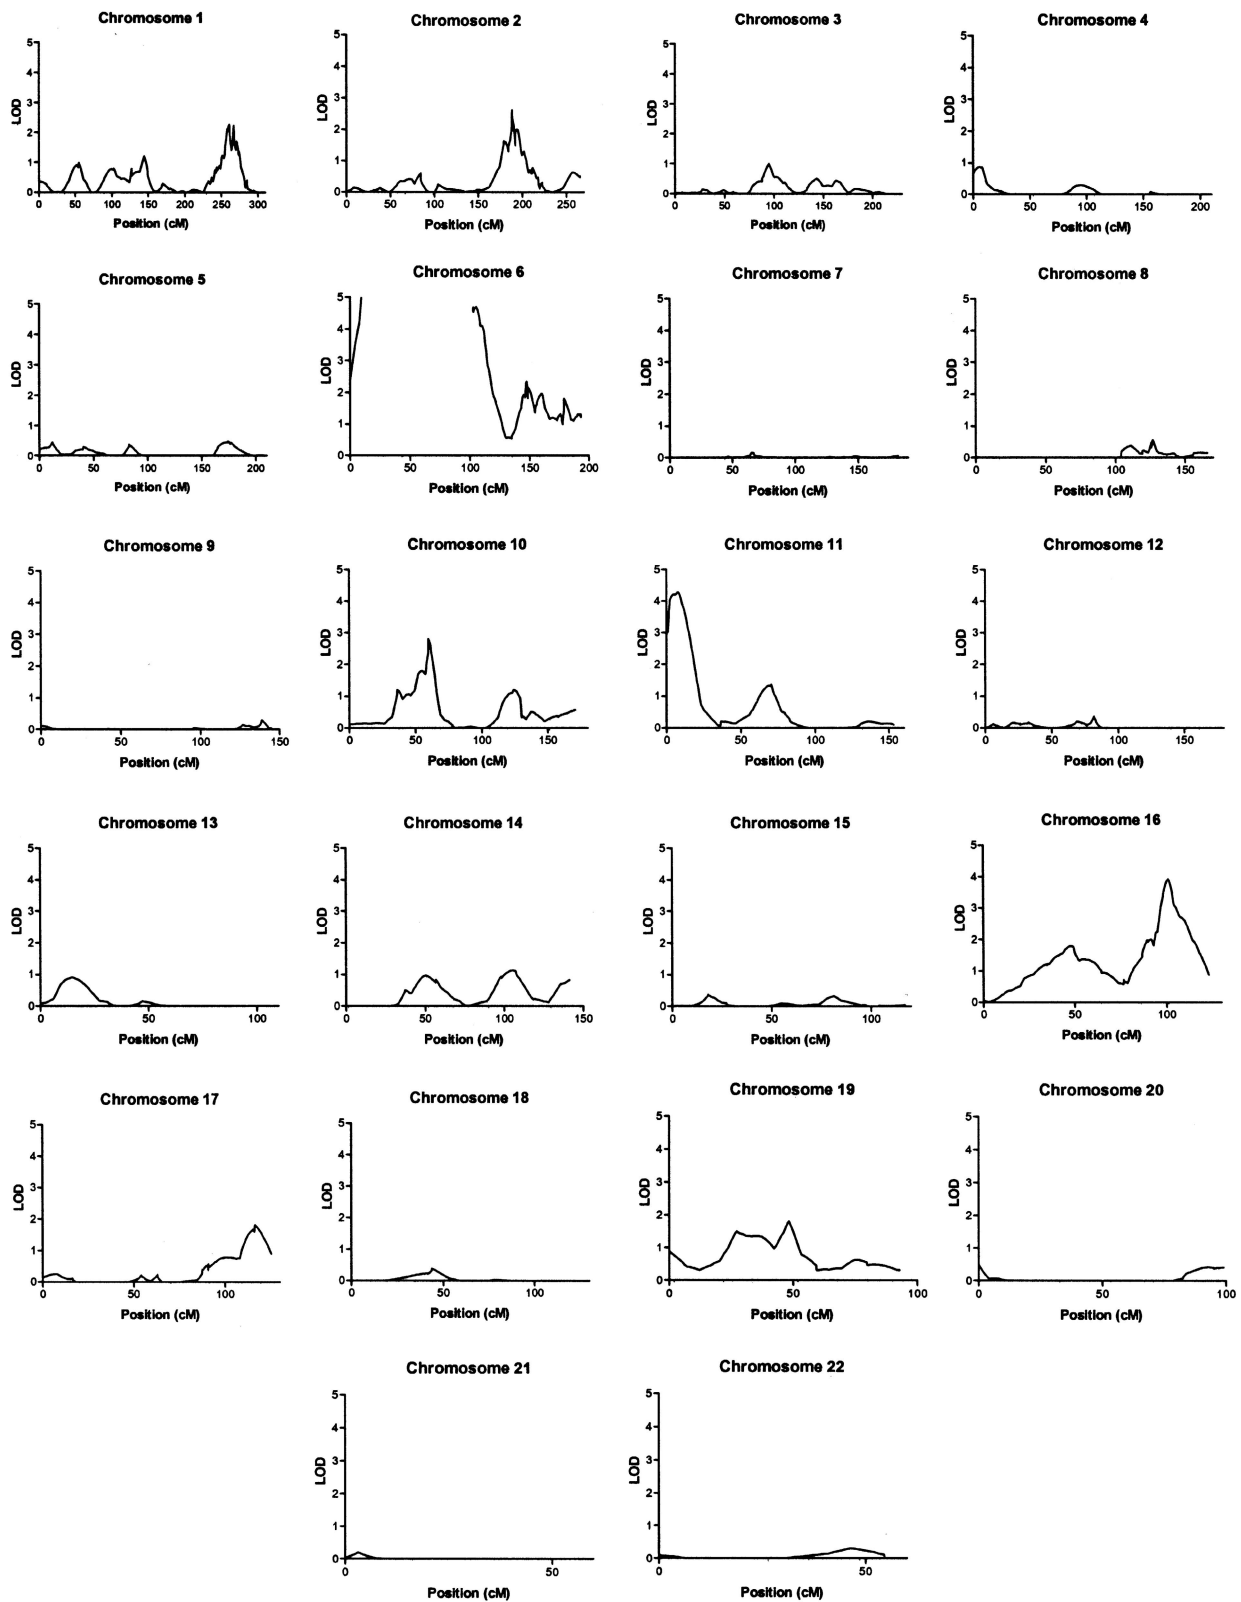 Chromosome 1
5
4
3
2
1
0
LOD
0 50 100 150 200 250 300
Position (cM)
Chromosome 2
5
4
3
2
1
0
LOD
0 50 100 150 200 250
Position (cM)
Chromosome 3
5
4
3
2
1
0
LOD
0 50 100 150 200
Position (cM)
Chromosome 4
5
4
3
2
1
0
LOD
0 50 100 150 200
Position (cM)
Chromosome 5
5
4
3
2
1
0
LOD
0 50 100 150 200
Position (cM)
Chromosome 6
5
4
3
2
1
0
LOD
0 50 100 150 200
Position (cM)
Chromosome 7
5
4
3
2
1
0
LOD
0 50 100 150
Position (cM)
Chromosome 8
5
4
3
2
1
0
LOD
0 50 100 150
Position (cM)
Chromosome 9
5
4
3
2
1
0
LOD
0 50 100 150
Position (cM)
Chromosome 10
5
4
3
2
1
0
LOD
0 50 100 150
Position (cM)
Chromosome 11
5
4
3
2
1
0
LOD
0 50 100 150
Position (cM)
Chromosome 12
5
4
3
2
1
0
LOD
0 50 100 150
Position (cM)
Chromosome 13
5
4
3
2
1
0
LOD
0 50 100
Position (cM)
Chromosome 14
5
4
3
2
1
0
LOD
0 50 100 150
Position (cM)
Chromosome 15
5
4
3
2
1
0
LOD
0 50 100
Position (cM)
Chromosome 16
5
4
3
2
1
0
LOD
0 50 100
Position (cM)
Chromosome 17
5
4
3
2
1
0
LOD
0 50 100
Position (cM)
Chromosome 18
5
4
3
2
1
0
LOD
0 50 100
Position (cM)
Chromosome 19
5
4
3
2
1
0
LOD
0 50 100
Position (cM)
Chromosome 20
5
4
3
2
1
0
LOD
0 50 100
Position (cM)
Chromosome 21
5
4
3
2
1
0
LOD
0 50
Position (cM)
Chromosome 22
5
4
3
2
1
0
LOD
0 50
Position (cM)